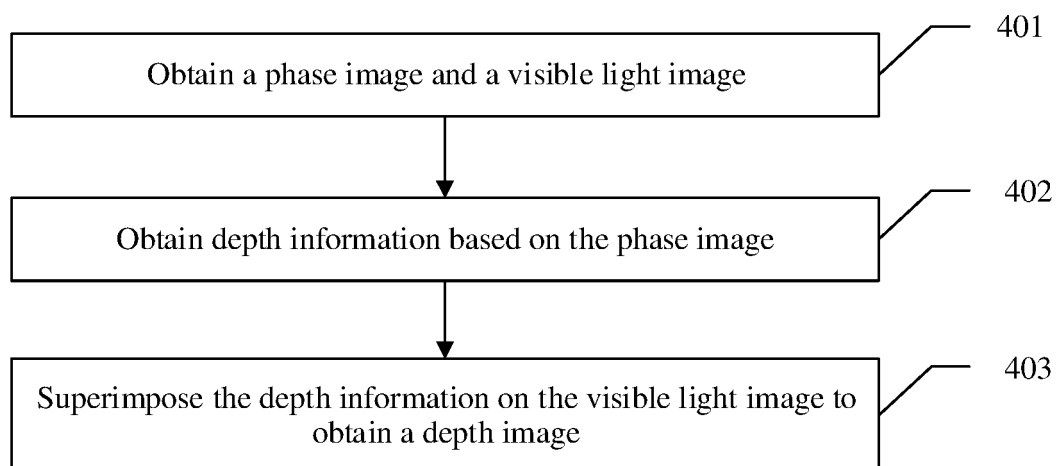 401
Obtain a phase image and a visible light image
402
Obtain depth information based on the phase image
403
Superimpose the depth information on the visible light image to
obtain a depth image